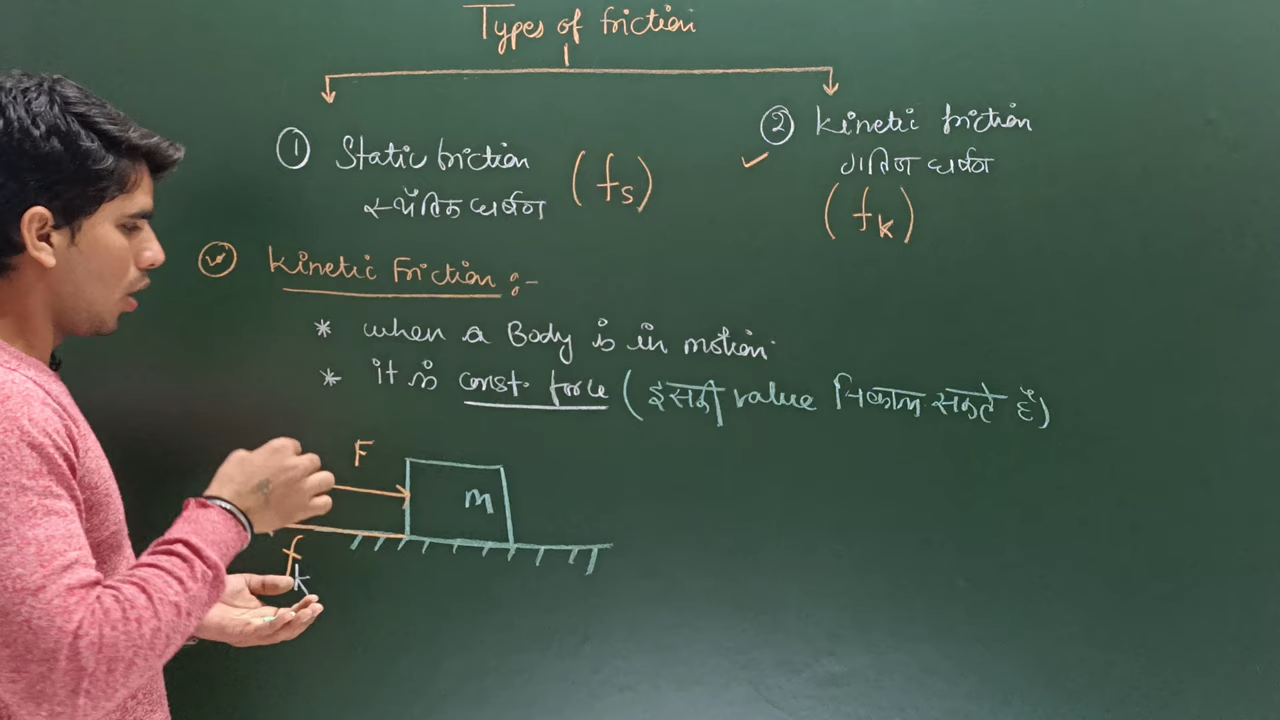 Types of friction
① Static friction (fs)
स्थैतिक घर्षण
② Kinetic friction
गतिज घर्षण
(fk)
Kinetic Friction :-
* when a Body is in motion.
* it is const. force (इसकी value निकाल सकते हैं)
F
m
fk